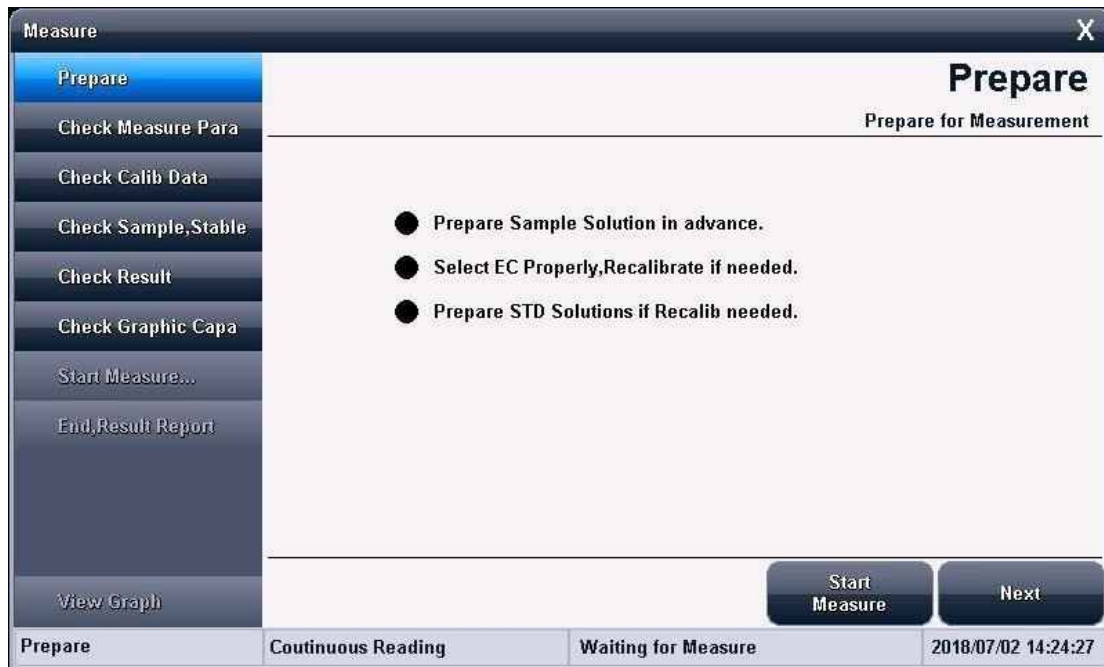 Measure
X
Prepare
Check Measure Para
Check Calib Data
Check Sample,Stable
Check Result
Check Graphic Capa
Start Measure...
End,Result Report
View Graph
Prepare
Prepare for Measurement
Prepare Sample Solution in advance.
Select EC Properly,Recalibrate if needed.
Prepare STD Solutions if Recalib needed.
Start
Measure
Next
Prepare
Coutinuous Reading
Waiting for Measure
2018/07/02 14:24:27